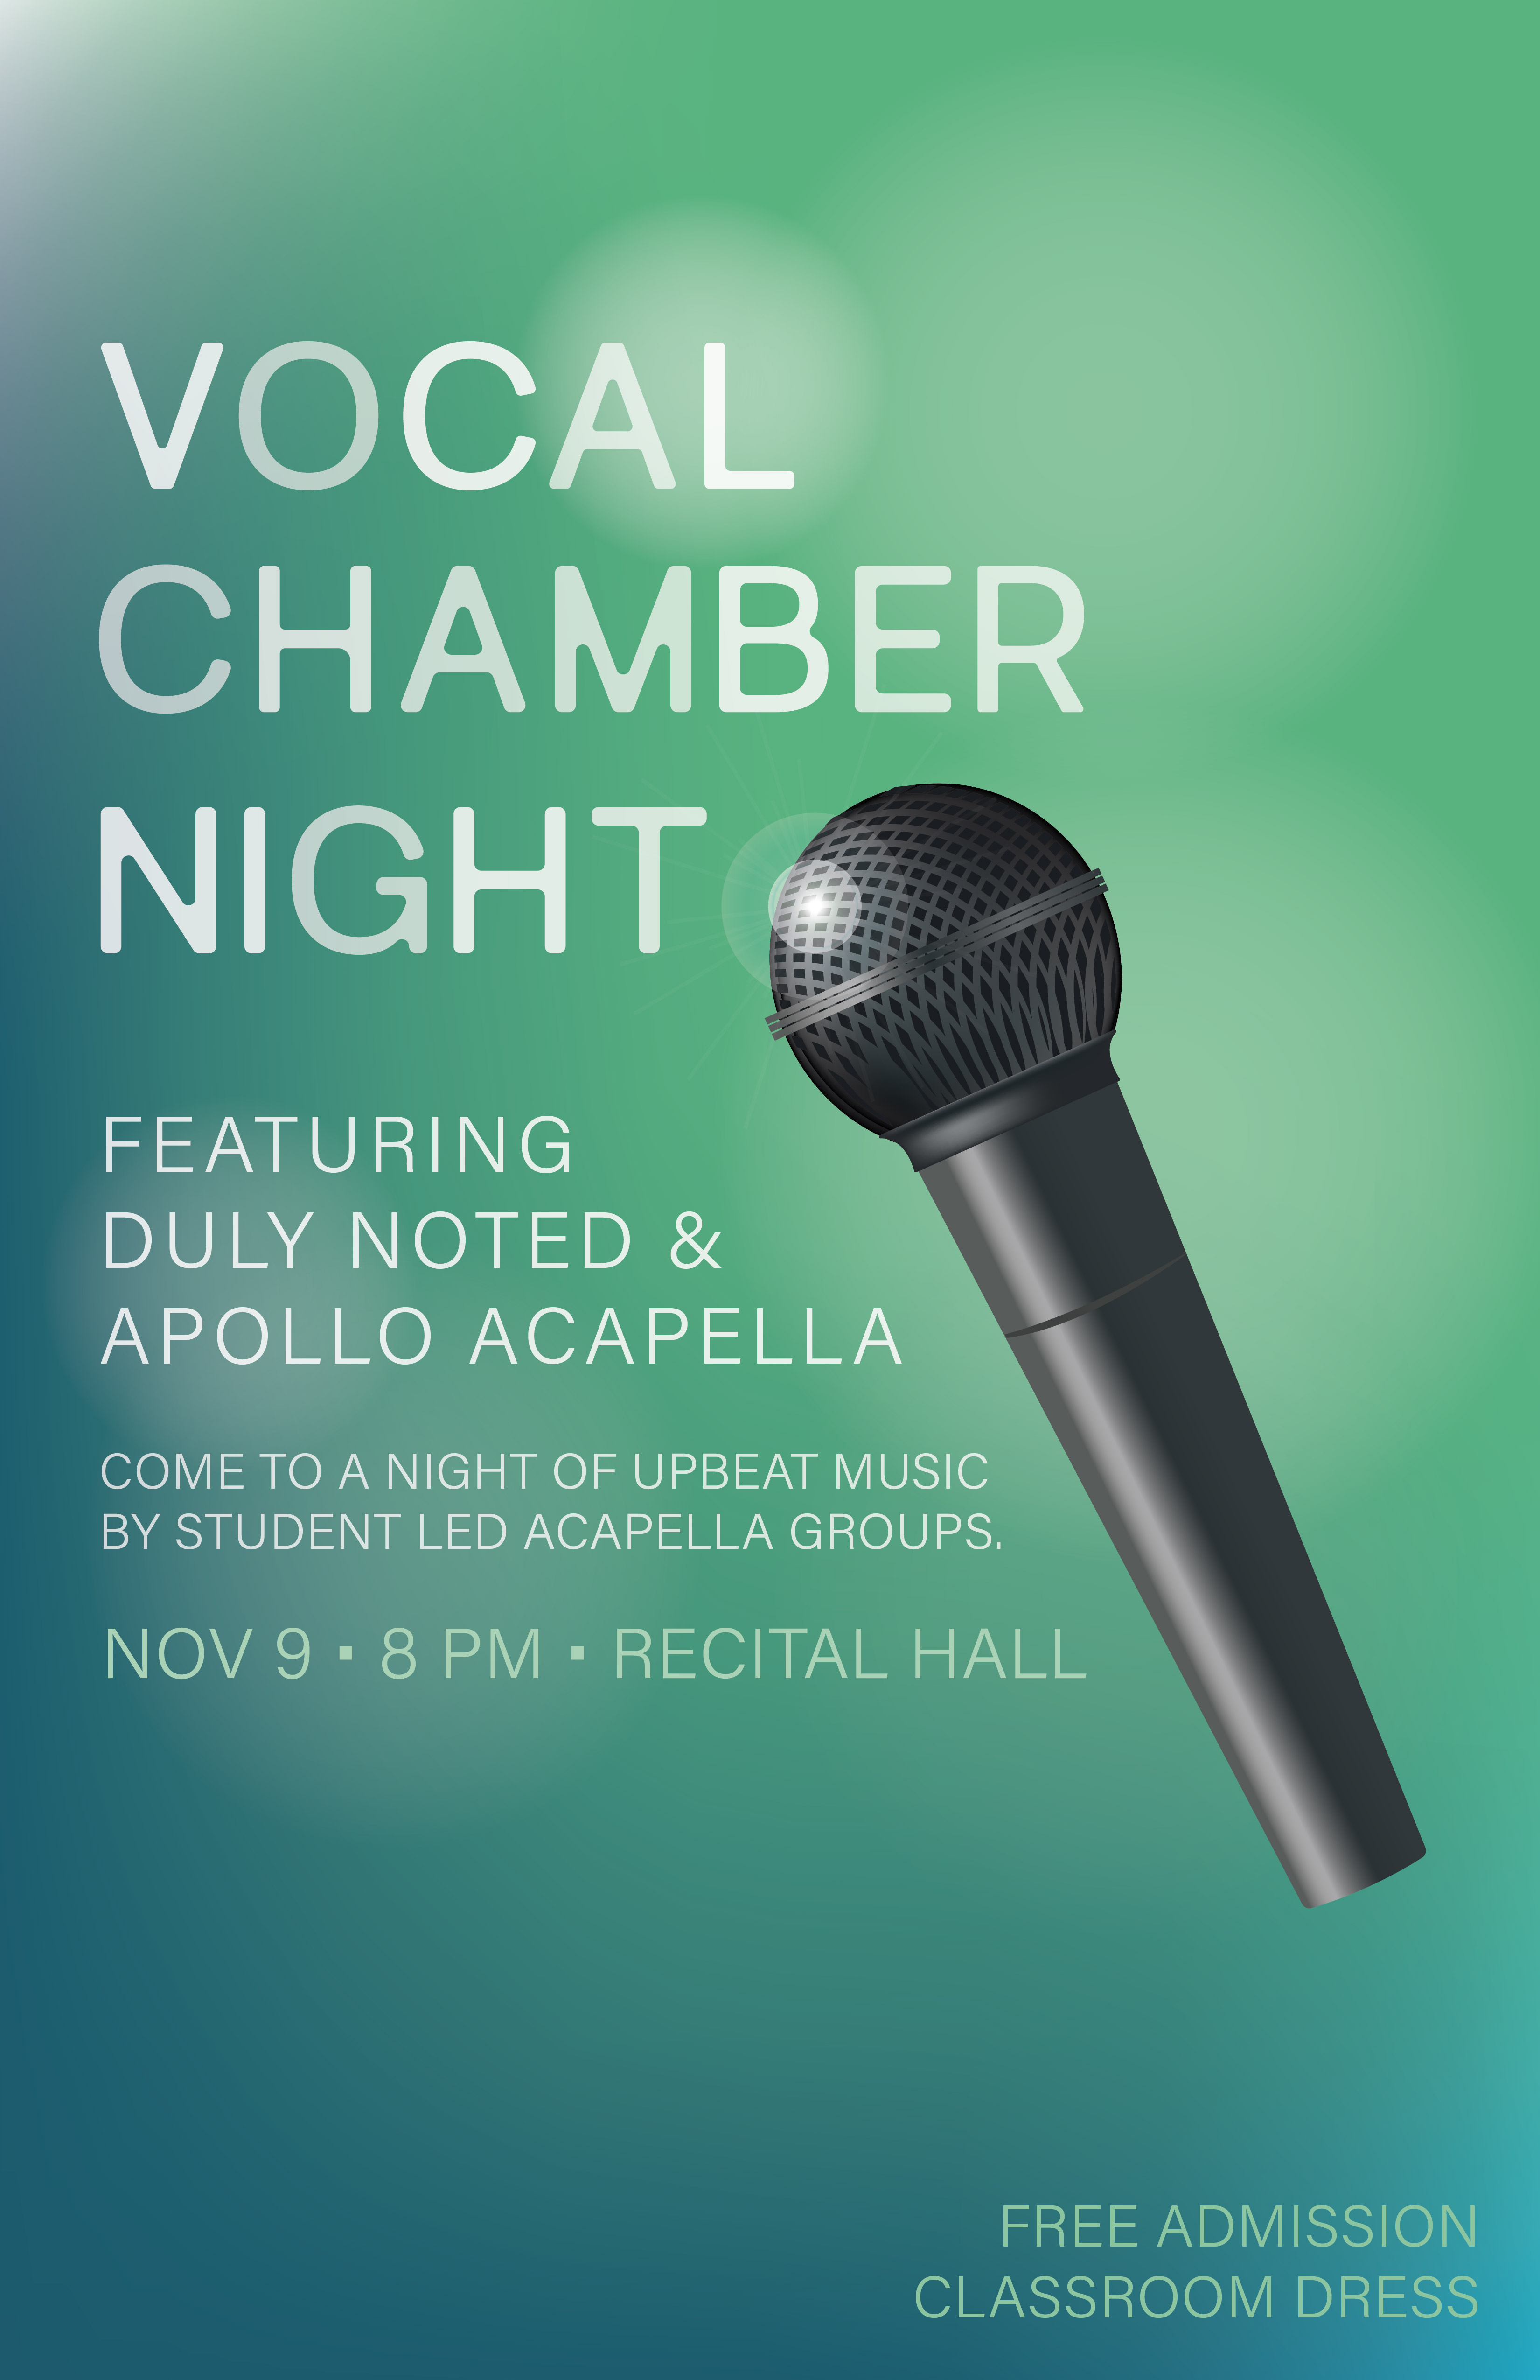 VOCAL
CHAMBER
NIGHT
FEATURING
DULY NOTED &
APOLLO ACAPELLA
COME TO A NIGHT OF UPBEAT MUSIC
BY STUDENT LED ACAPELLA GROUPS.
NOV 9 ▪ 8 PM ▪ RECITAL HALL
FREE ADMISSION
CLASSROOM DRESS